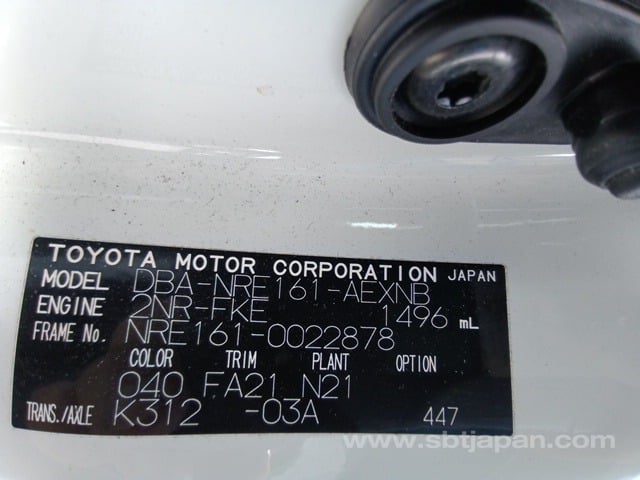 TOYOTA MOTOR CORPORATION JAPAN
MODEL DBA-NRE161-AEXNB
ENGINE 2NR-FKE 1496 mL
FRAME No. NRE161-0022878
COLOR TRIM PLANT OPTION
040 FA21 N21
TRANS./AXLE K312 -03A 447
www.sbtjapan.com